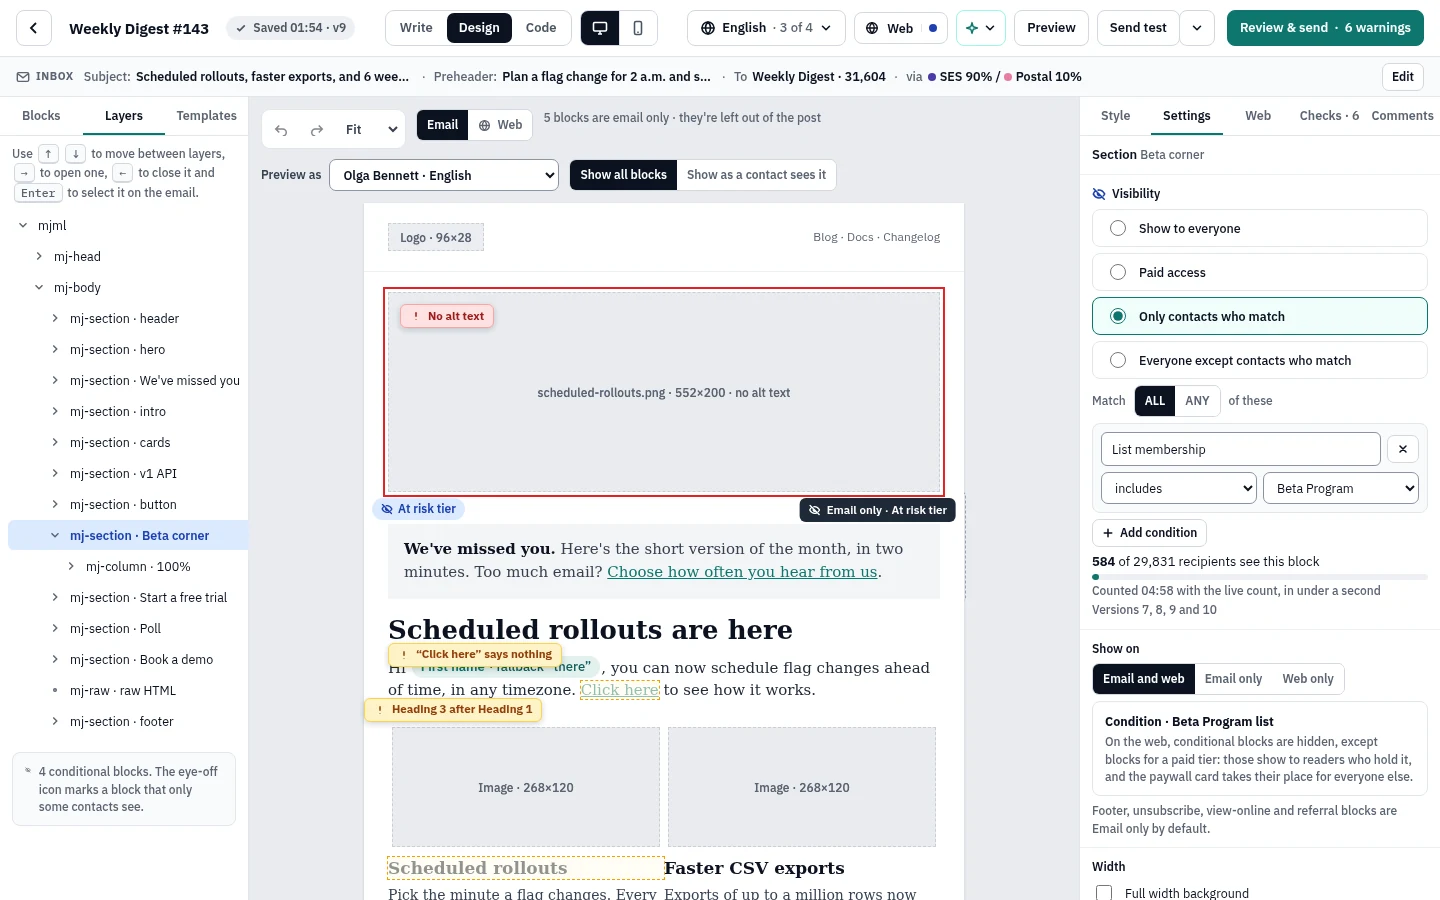 Weekly Digest #143
Saved 01:54 · v9
Write
Design
Code
English · 3 of 4
Web
Preview
Send test
Review & send · 6 warnings
INBOX
Subject: Scheduled rollouts, faster exports, and 6 wee...
· Preheader: Plan a flag change for 2 a.m. and s...
· To Weekly Digest · 31,604
· via SES 90% / Postal 10%
Edit
Blocks
Layers
Templates
Use ↑ ↓ to move between layers,
→ to open one, ← to close it and
Enter to select it on the email.
mjml
mj-head
mj-body
mj-section · header
mj-section · hero
mj-section · We've missed you
mj-section · intro
mj-section · cards
mj-section · v1 API
mj-section · button
mj-section · Beta corner
mj-column · 100%
mj-section · Start a free trial
mj-section · Poll
mj-section · Book a demo
mj-raw · raw HTML
mj-section · footer
4 conditional blocks. The eye-off
icon marks a block that only
some contacts see.
Fit
Email
Web
5 blocks are email only · they're left out of the paper
Preview as
Olga Bennett · English
Show all blocks
Show as a contact sees it
Logo · 96×28
Blog · Docs · Changelog
! No alt text
scheduled-rollouts.png · 552×200 · no alt text
At risk tier
Email only · At risk tier
We've missed you. Here's the short version of the month, in two
minutes. Too much email? Choose how often you hear from us.
Scheduled rollouts are here
! “Click here” says nothing
Hi First name · fallback “there”, you can now schedule flag changes ahead
of time, in any timezone. Click here to see how it works.
! Heading 3 after Heading 1
Image · 268×120
Image · 268×120
Scheduled rollouts
Faster CSV exports
Pick the minute a flag changes. Every
Exports of up to a million rows now
Style
Settings
Web
Checks · 6
Comments
Section Beta corner
Visibility
Show to everyone
Paid access
Only contacts who match
Everyone except contacts who match
Match ALL ANY of these
List membership
includes
Beta Program
+ Add condition
584 of 29,831 recipients see this block
Counted 04:58 with the live count, in under a second
Versions 7, 8, 9 and 10
Show on
Email and web
Email only
Web only
Condition · Beta Program list
On the web, conditional blocks are hidden, except
blocks for a paid tier: those show to readers who hold it,
and the paywall card takes their place for everyone else.
Footer, unsubscribe, view-online and referral blocks are
Email only by default.
Width
Full width background